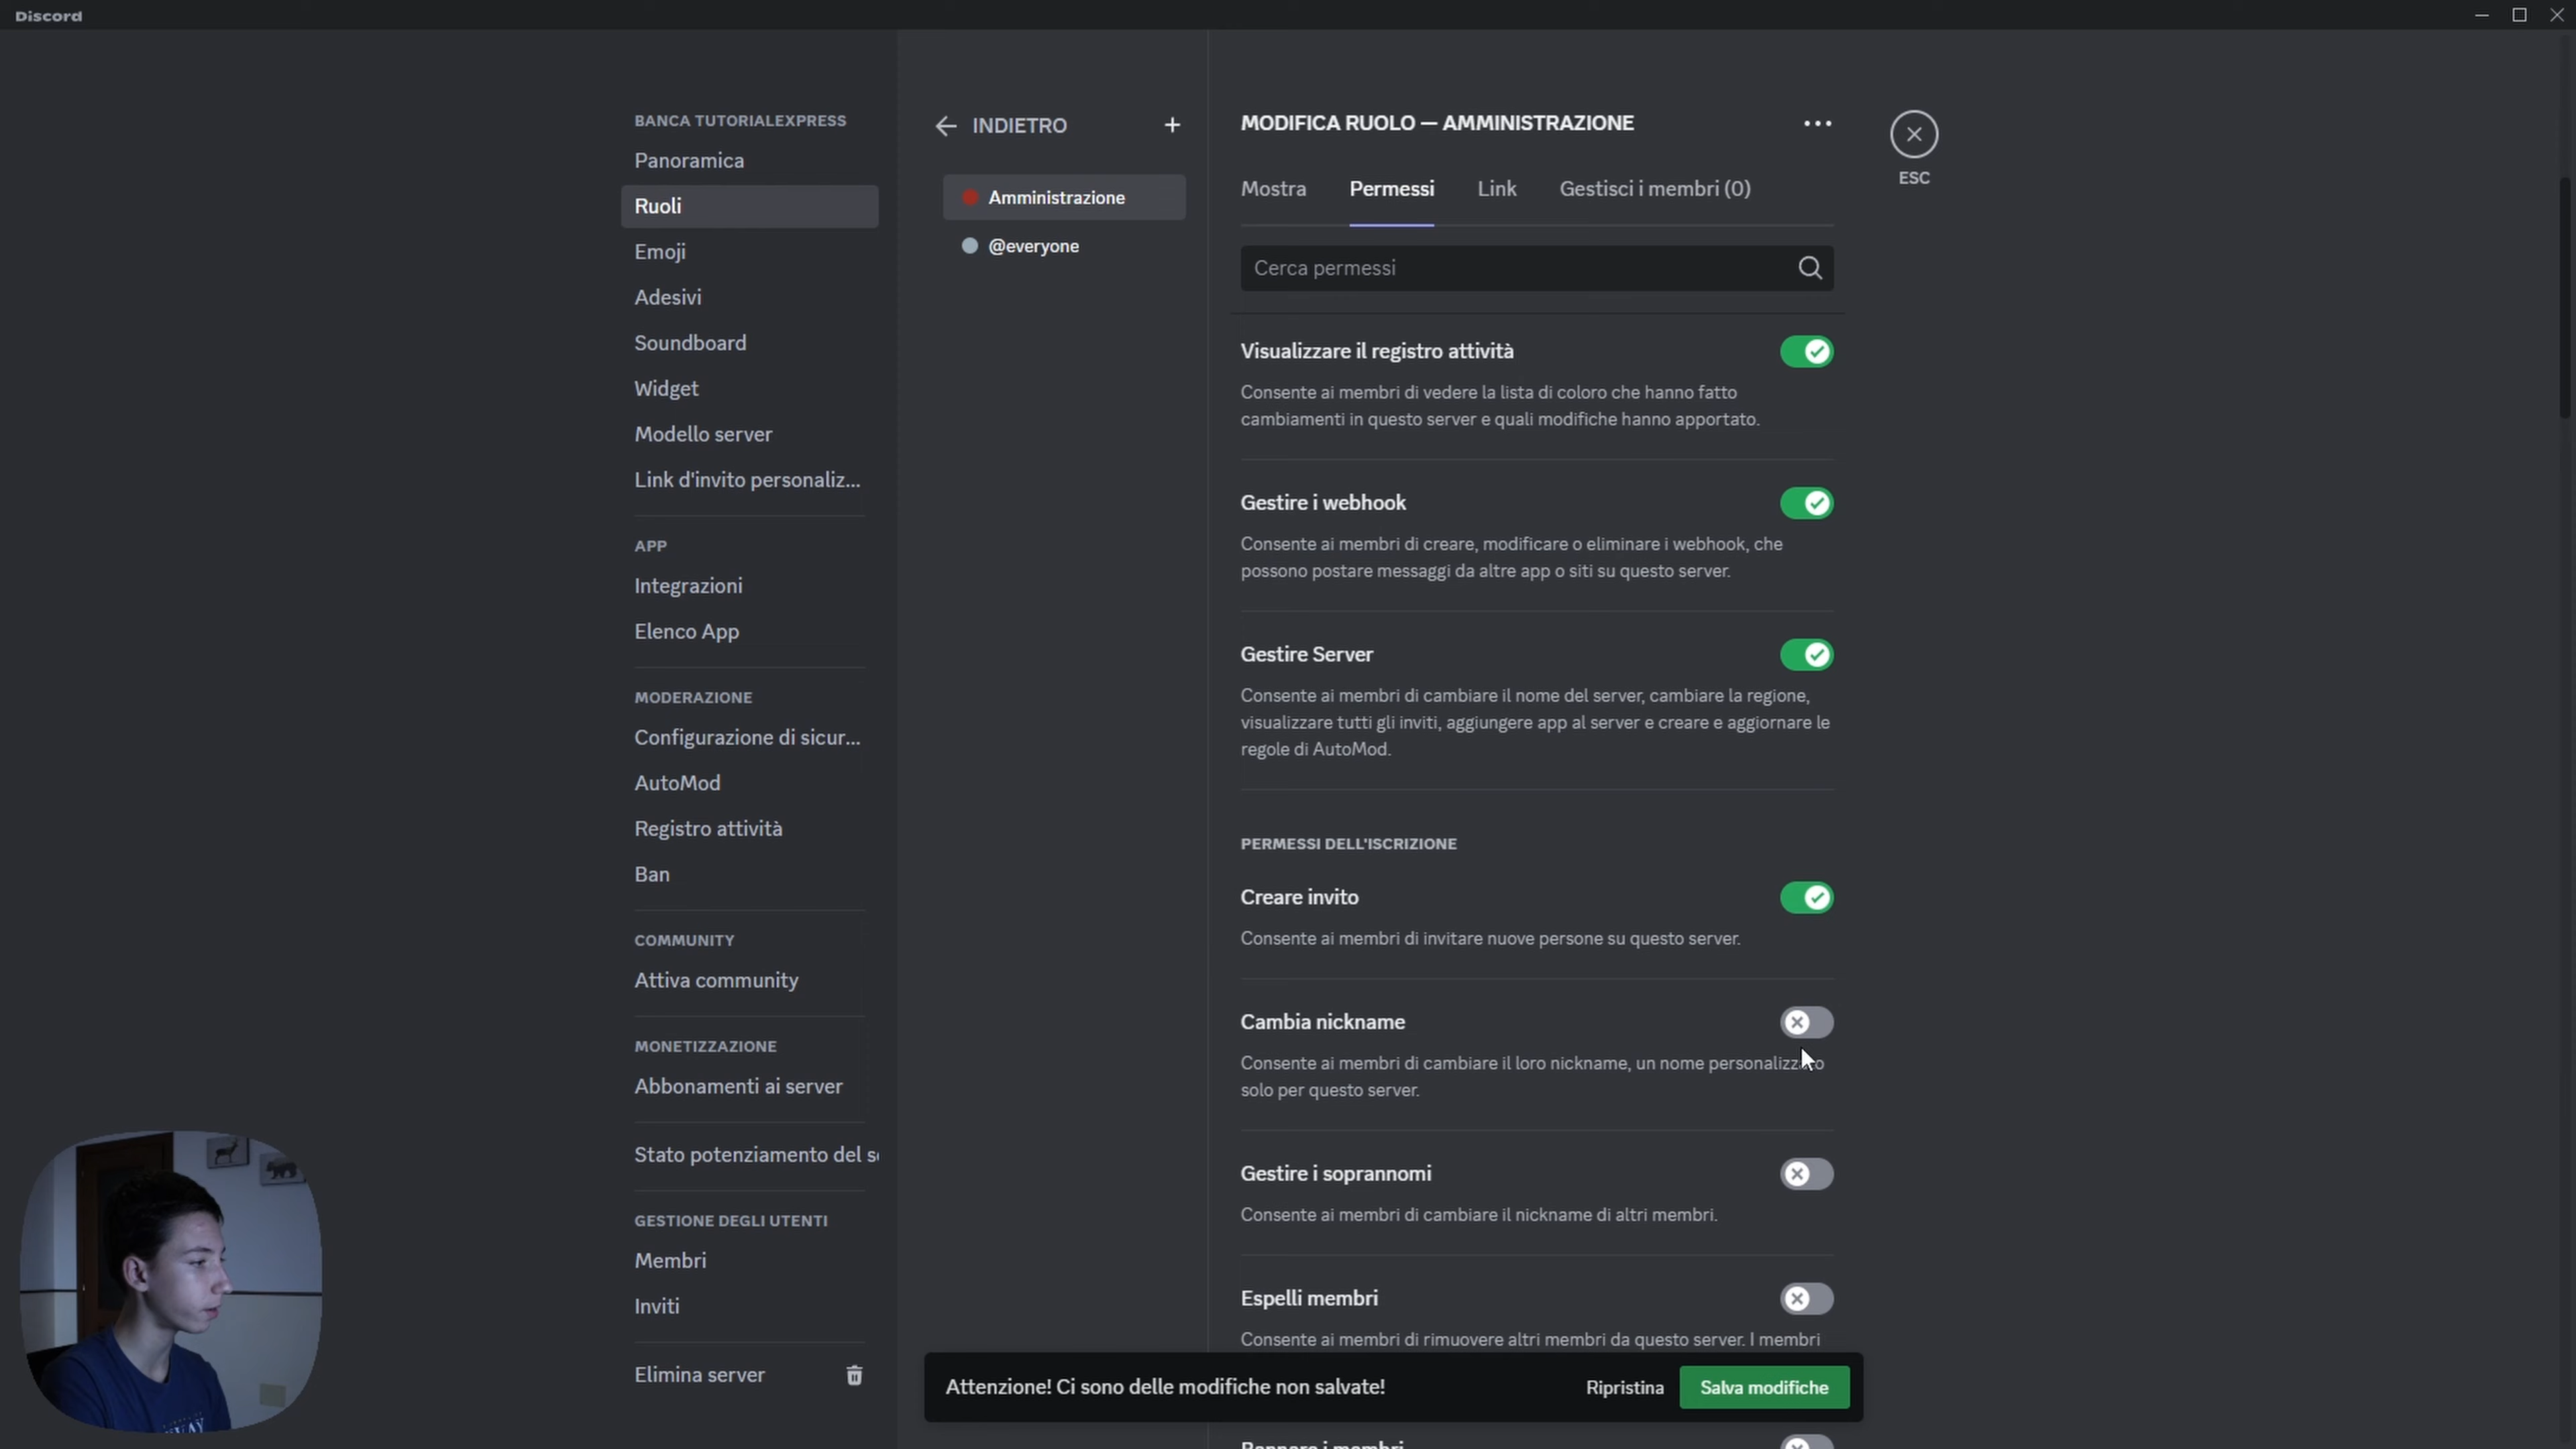 Discord
BANCA TUTORIALEXPRESS
Panoramica
Ruoli
Emoji
Adesivi
Soundboard
Widget
Modello server
Link d'invito personaliz...
APP
Integrazioni
Elenco App
MODERAZIONE
Configurazione di sicur...
AutoMod
Registro attività
Ban
COMMUNITY
Attiva community
MONETIZZAZIONE
Abbonamenti ai server
Stato potenziamento del
GESTIONE DEGLI UTENTI
Membri
Inviti
Elimina server
INDIETRO
Amministrazione
@everyone
MODIFICA RUOLO — AMMINISTRAZIONE
Mostra Permessi Link Gestisci i membri (0)
Cerca permessi
Visualizzare il registro attività
Consente ai membri di vedere la lista di coloro che hanno fatto
cambiamenti in questo server e quali modifiche hanno apportato.
Gestire i webhook
Consente ai membri di creare, modificare o eliminare i webhook, che
possono postare messaggi da altre app o siti su questo server.
Gestire Server
Consente ai membri di cambiare il nome del server, cambiare la regione,
visualizzare tutti gli inviti, aggiungere app al server e creare e aggiornare le
regole di AutoMod.
PERMESSI DELL'ISCRIZIONE
Creare invito
Consente ai membri di invitare nuove persone su questo server.
Cambia nickname
Consente ai membri di cambiare il loro nickname, un nome personalizzato
solo per questo server.
Gestire i soprannomi
Consente ai membri di cambiare il nickname di altri membri.
Espelli membri
Consente ai membri di rimuovere altri membri da questo server. I membri
Attenzione! Ci sono delle modifiche non salvate!
Ripristina
Salva modifiche
ESC